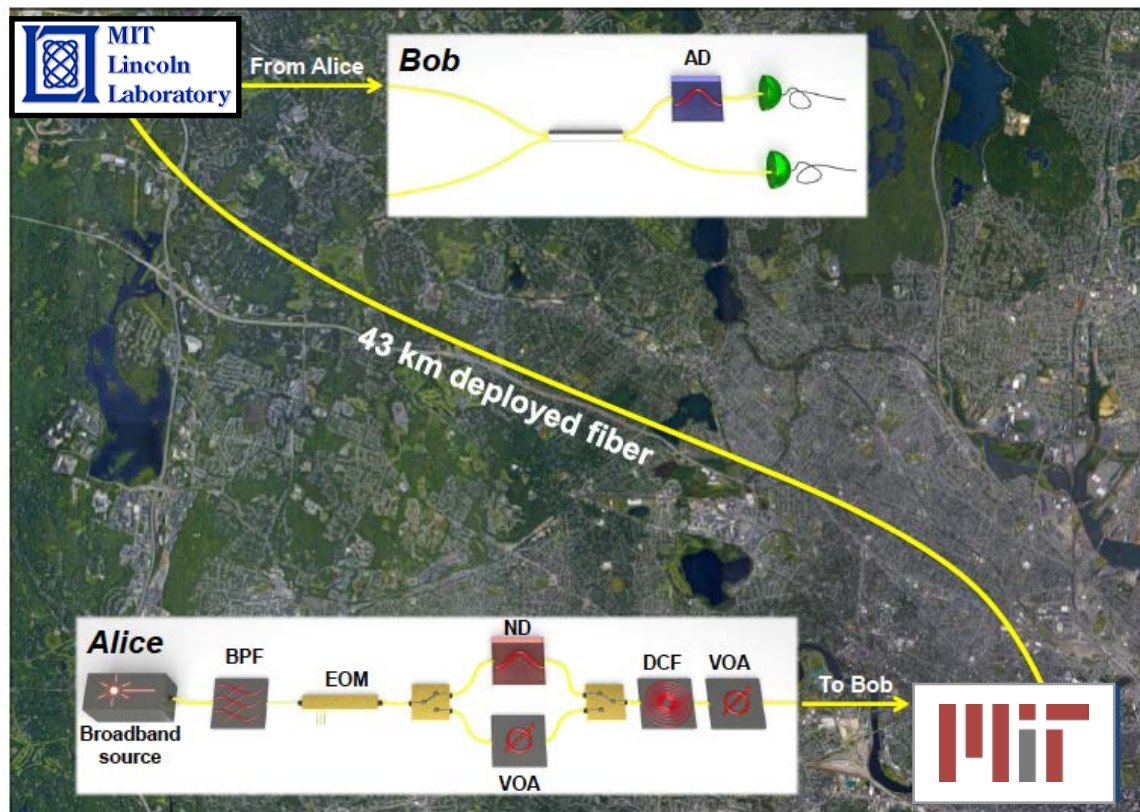 MIT
Lincoln
Laboratory
From Alice
Bob
AD
43 km deployed fiber
Alice
BPF
EOM
ND
DCF
VOA
To Bob
Broadband
source
VOA
MiT